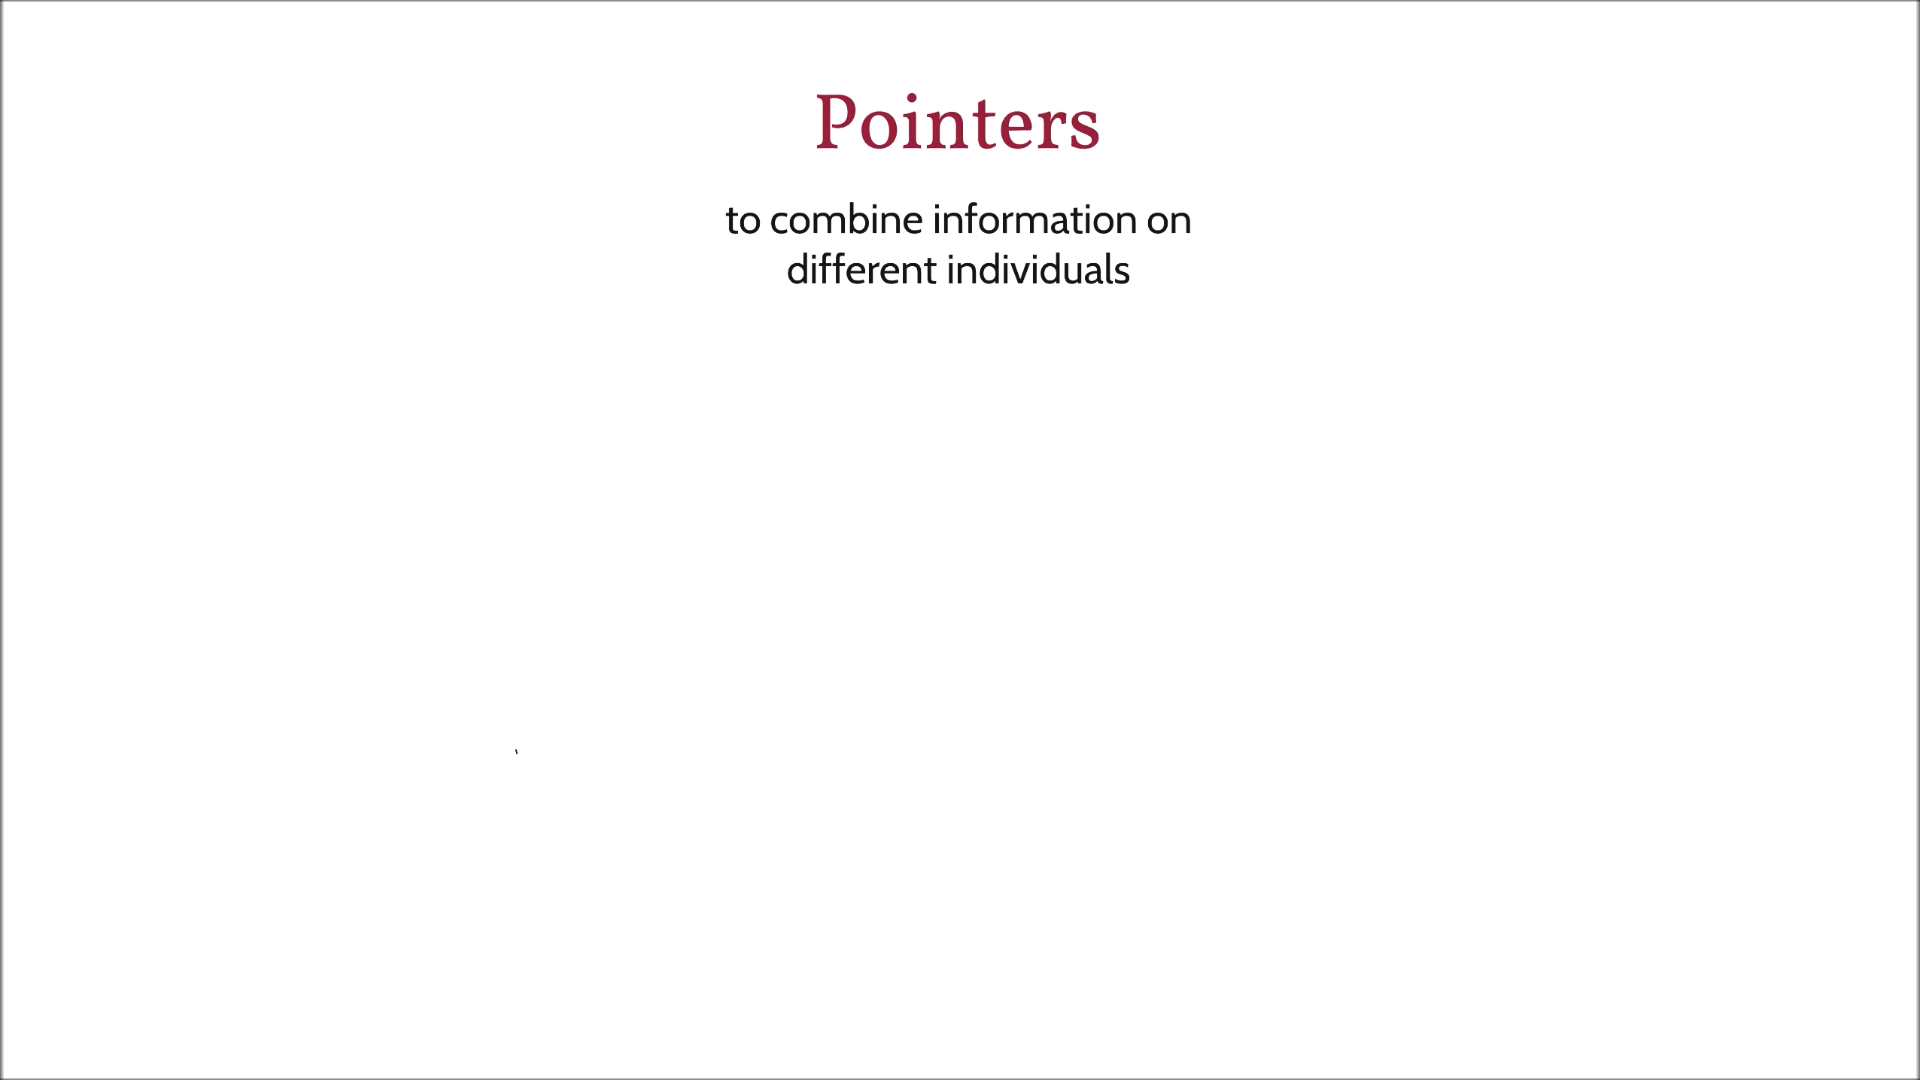 Pointers
to combine information on
different individuals